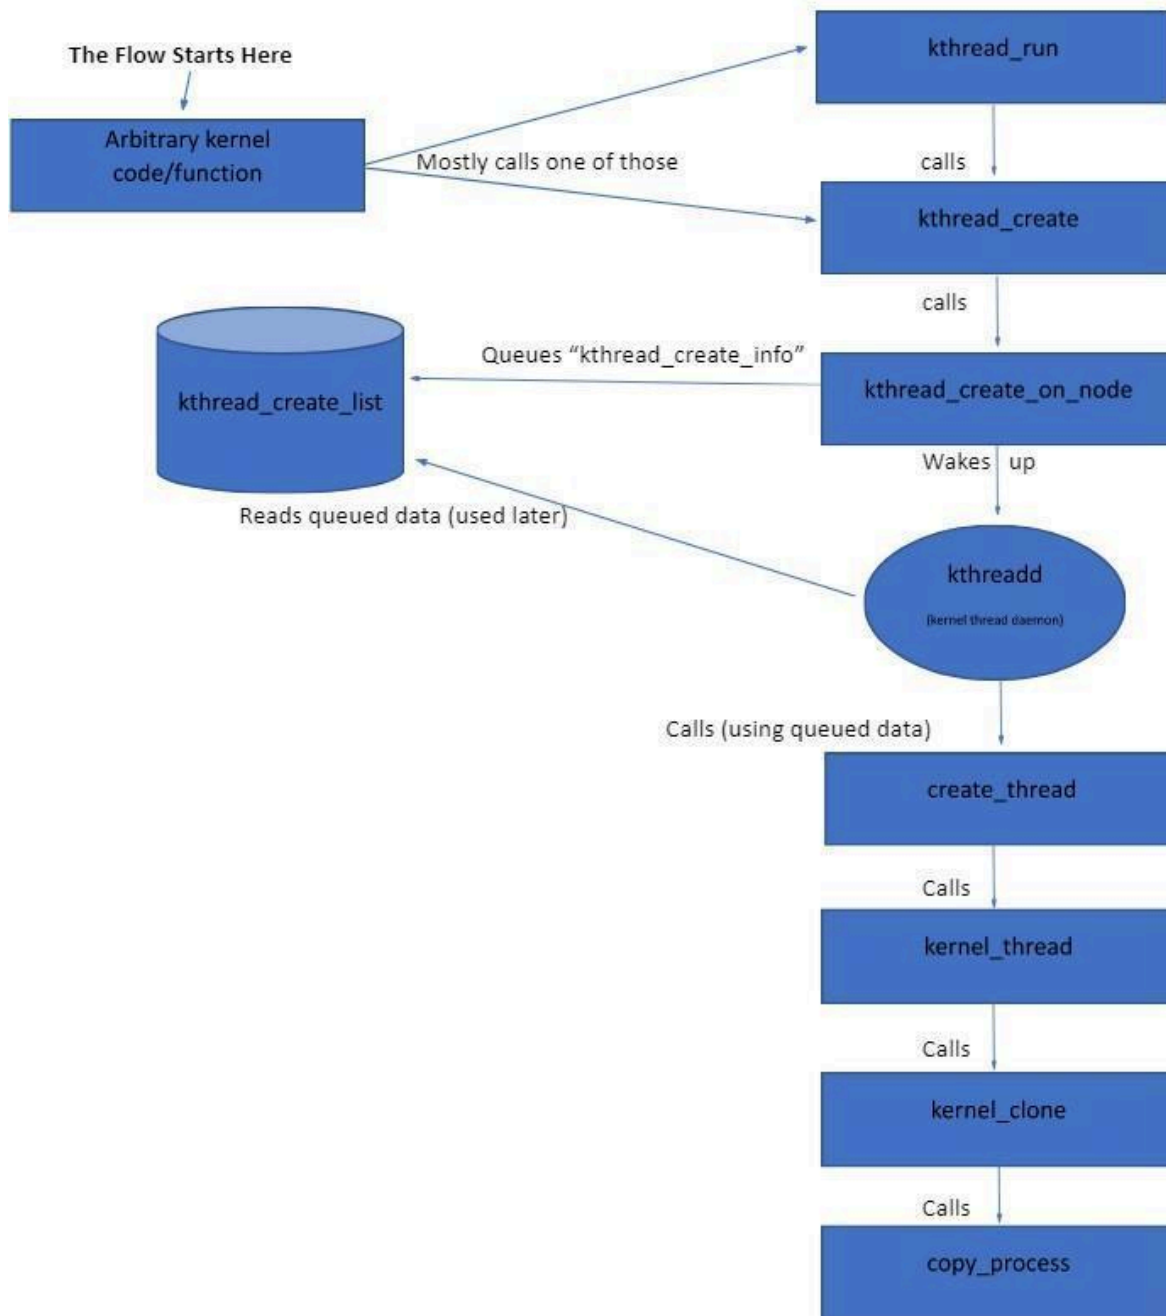 The Flow Starts Here
kthread_run
Arbitrary kernel
code/function
Mostly calls one of those
calls
kthread_create
calls
Queues “kthread_create_info”
kthread_create_list
kthread_create_on_node
Wakes up
Reads queued data (used later)
kthreadd
(kernel thread daemon)
Calls (using queued data)
create_thread
Calls
kernel_thread
Calls
kernel_clone
Calls
copy_process